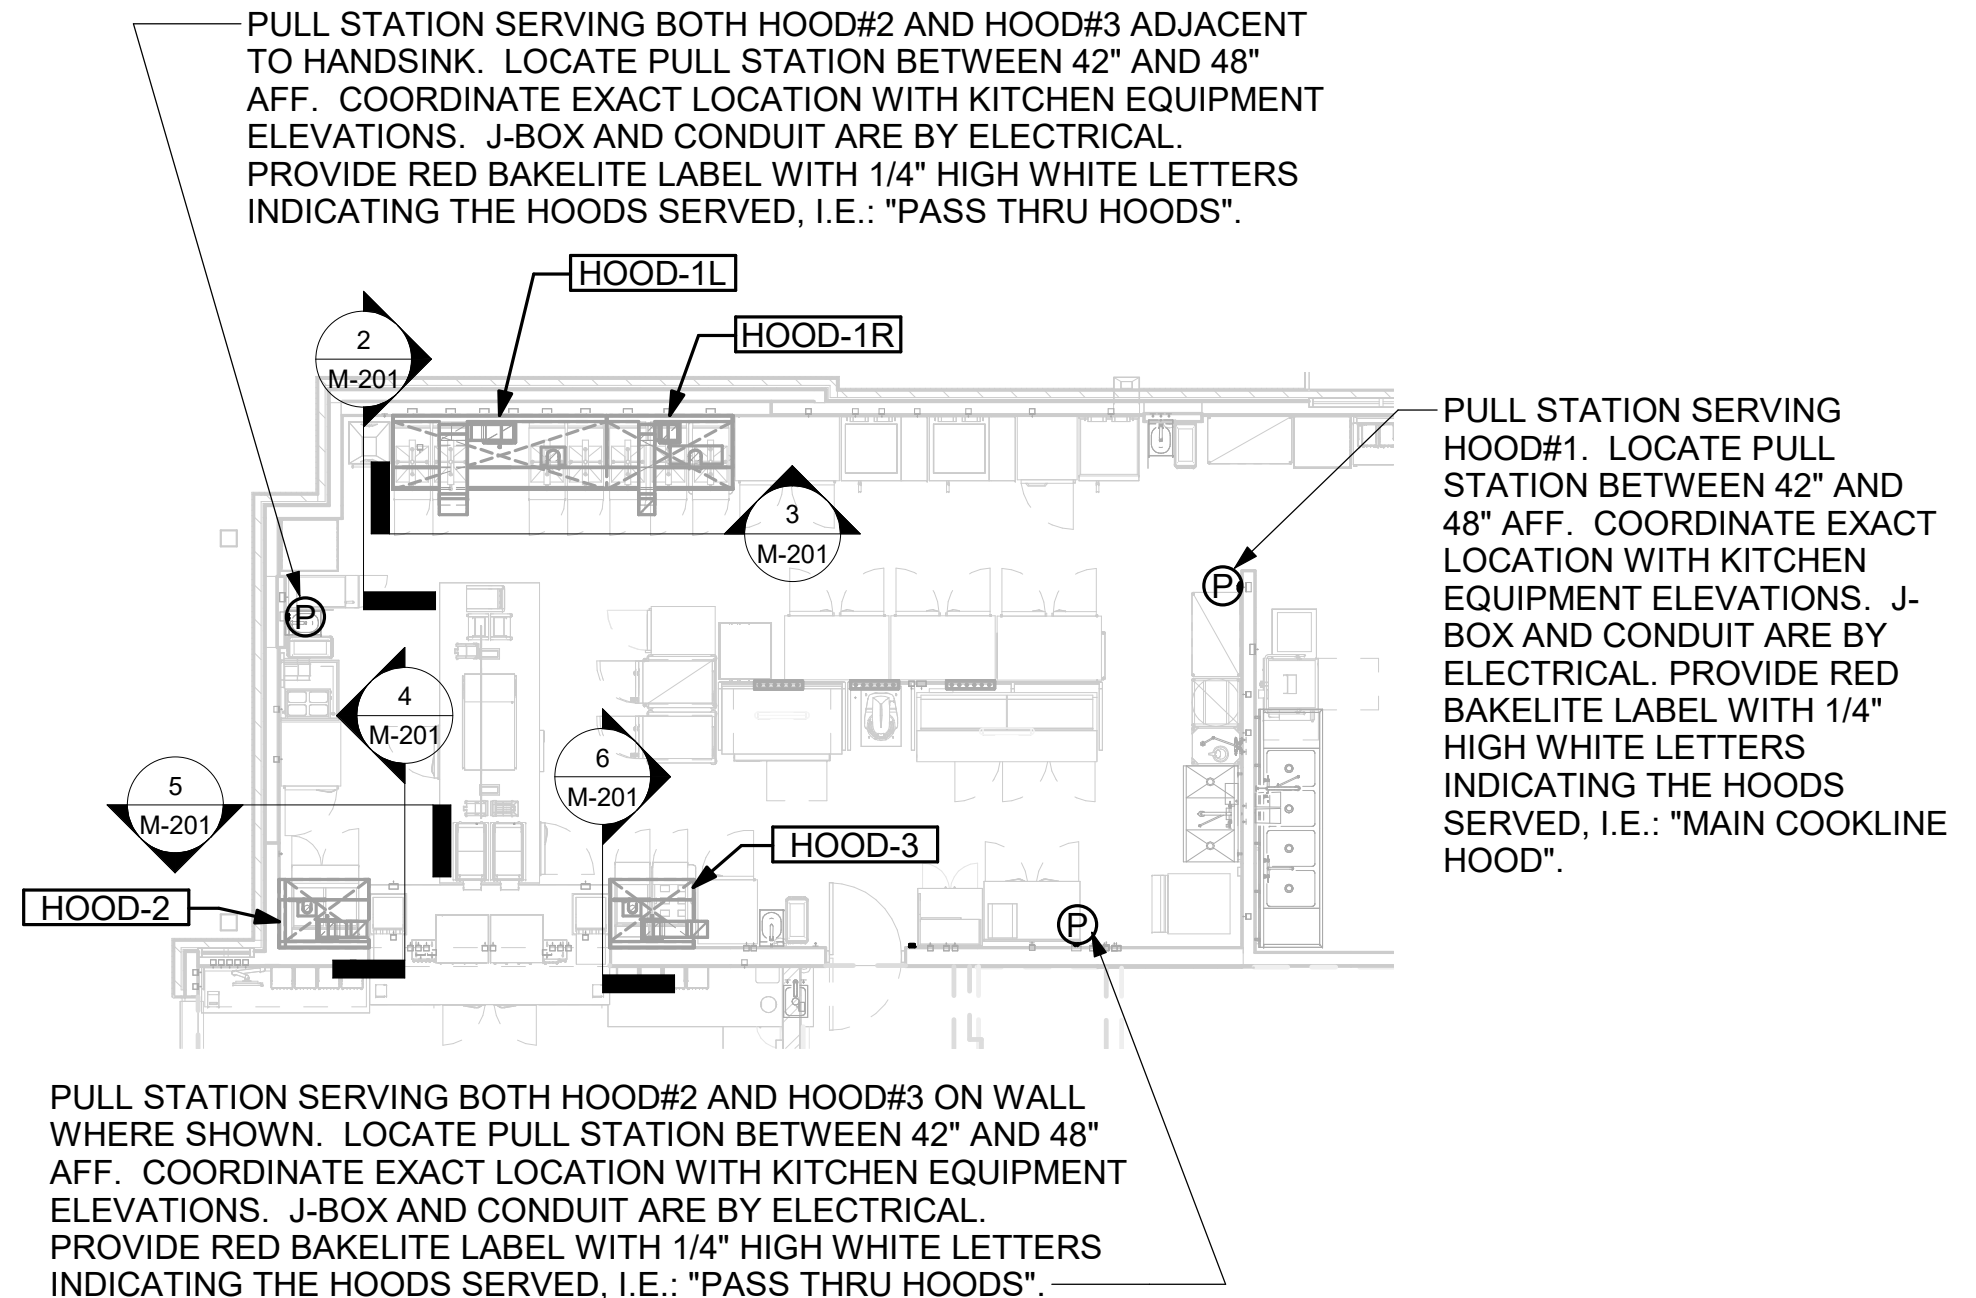 PULL STATION SERVING BOTH HOOD#2 AND HOOD#3 ADJACENT
TO HANDSINK. LOCATE PULL STATION BETWEEN 42" AND 48"
AFF. COORDINATE EXACT LOCATION WITH KITCHEN EQUIPMENT
ELEVATIONS. J-BOX AND CONDUIT ARE BY ELECTRICAL.
PROVIDE RED BAKELITE LABEL WITH 1/4" HIGH WHITE LETTERS
INDICATING THE HOODS SERVED, I.E.: "PASS THRU HOODS".
HOOD-1L
HOOD-1R
2
M-201
3
M-201
P
P
4
M-201
5
M-201
6
M-201
HOOD-3
HOOD-2
P
PULL STATION SERVING
HOOD#1. LOCATE PULL
STATION BETWEEN 42" AND
48" AFF. COORDINATE EXACT
LOCATION WITH KITCHEN
EQUIPMENT ELEVATIONS. J-
BOX AND CONDUIT ARE BY
ELECTRICAL. PROVIDE RED
BAKELITE LABEL WITH 1/4"
HIGH WHITE LETTERS
INDICATING THE HOODS
SERVED, I.E.: "MAIN COOKLINE
HOOD".
PULL STATION SERVING BOTH HOOD#2 AND HOOD#3 ON WALL
WHERE SHOWN. LOCATE PULL STATION BETWEEN 42" AND 48"
AFF. COORDINATE EXACT LOCATION WITH KITCHEN EQUIPMENT
ELEVATIONS. J-BOX AND CONDUIT ARE BY ELECTRICAL.
PROVIDE RED BAKELITE LABEL WITH 1/4" HIGH WHITE LETTERS
INDICATING THE HOODS SERVED, I.E.: "PASS THRU HOODS".